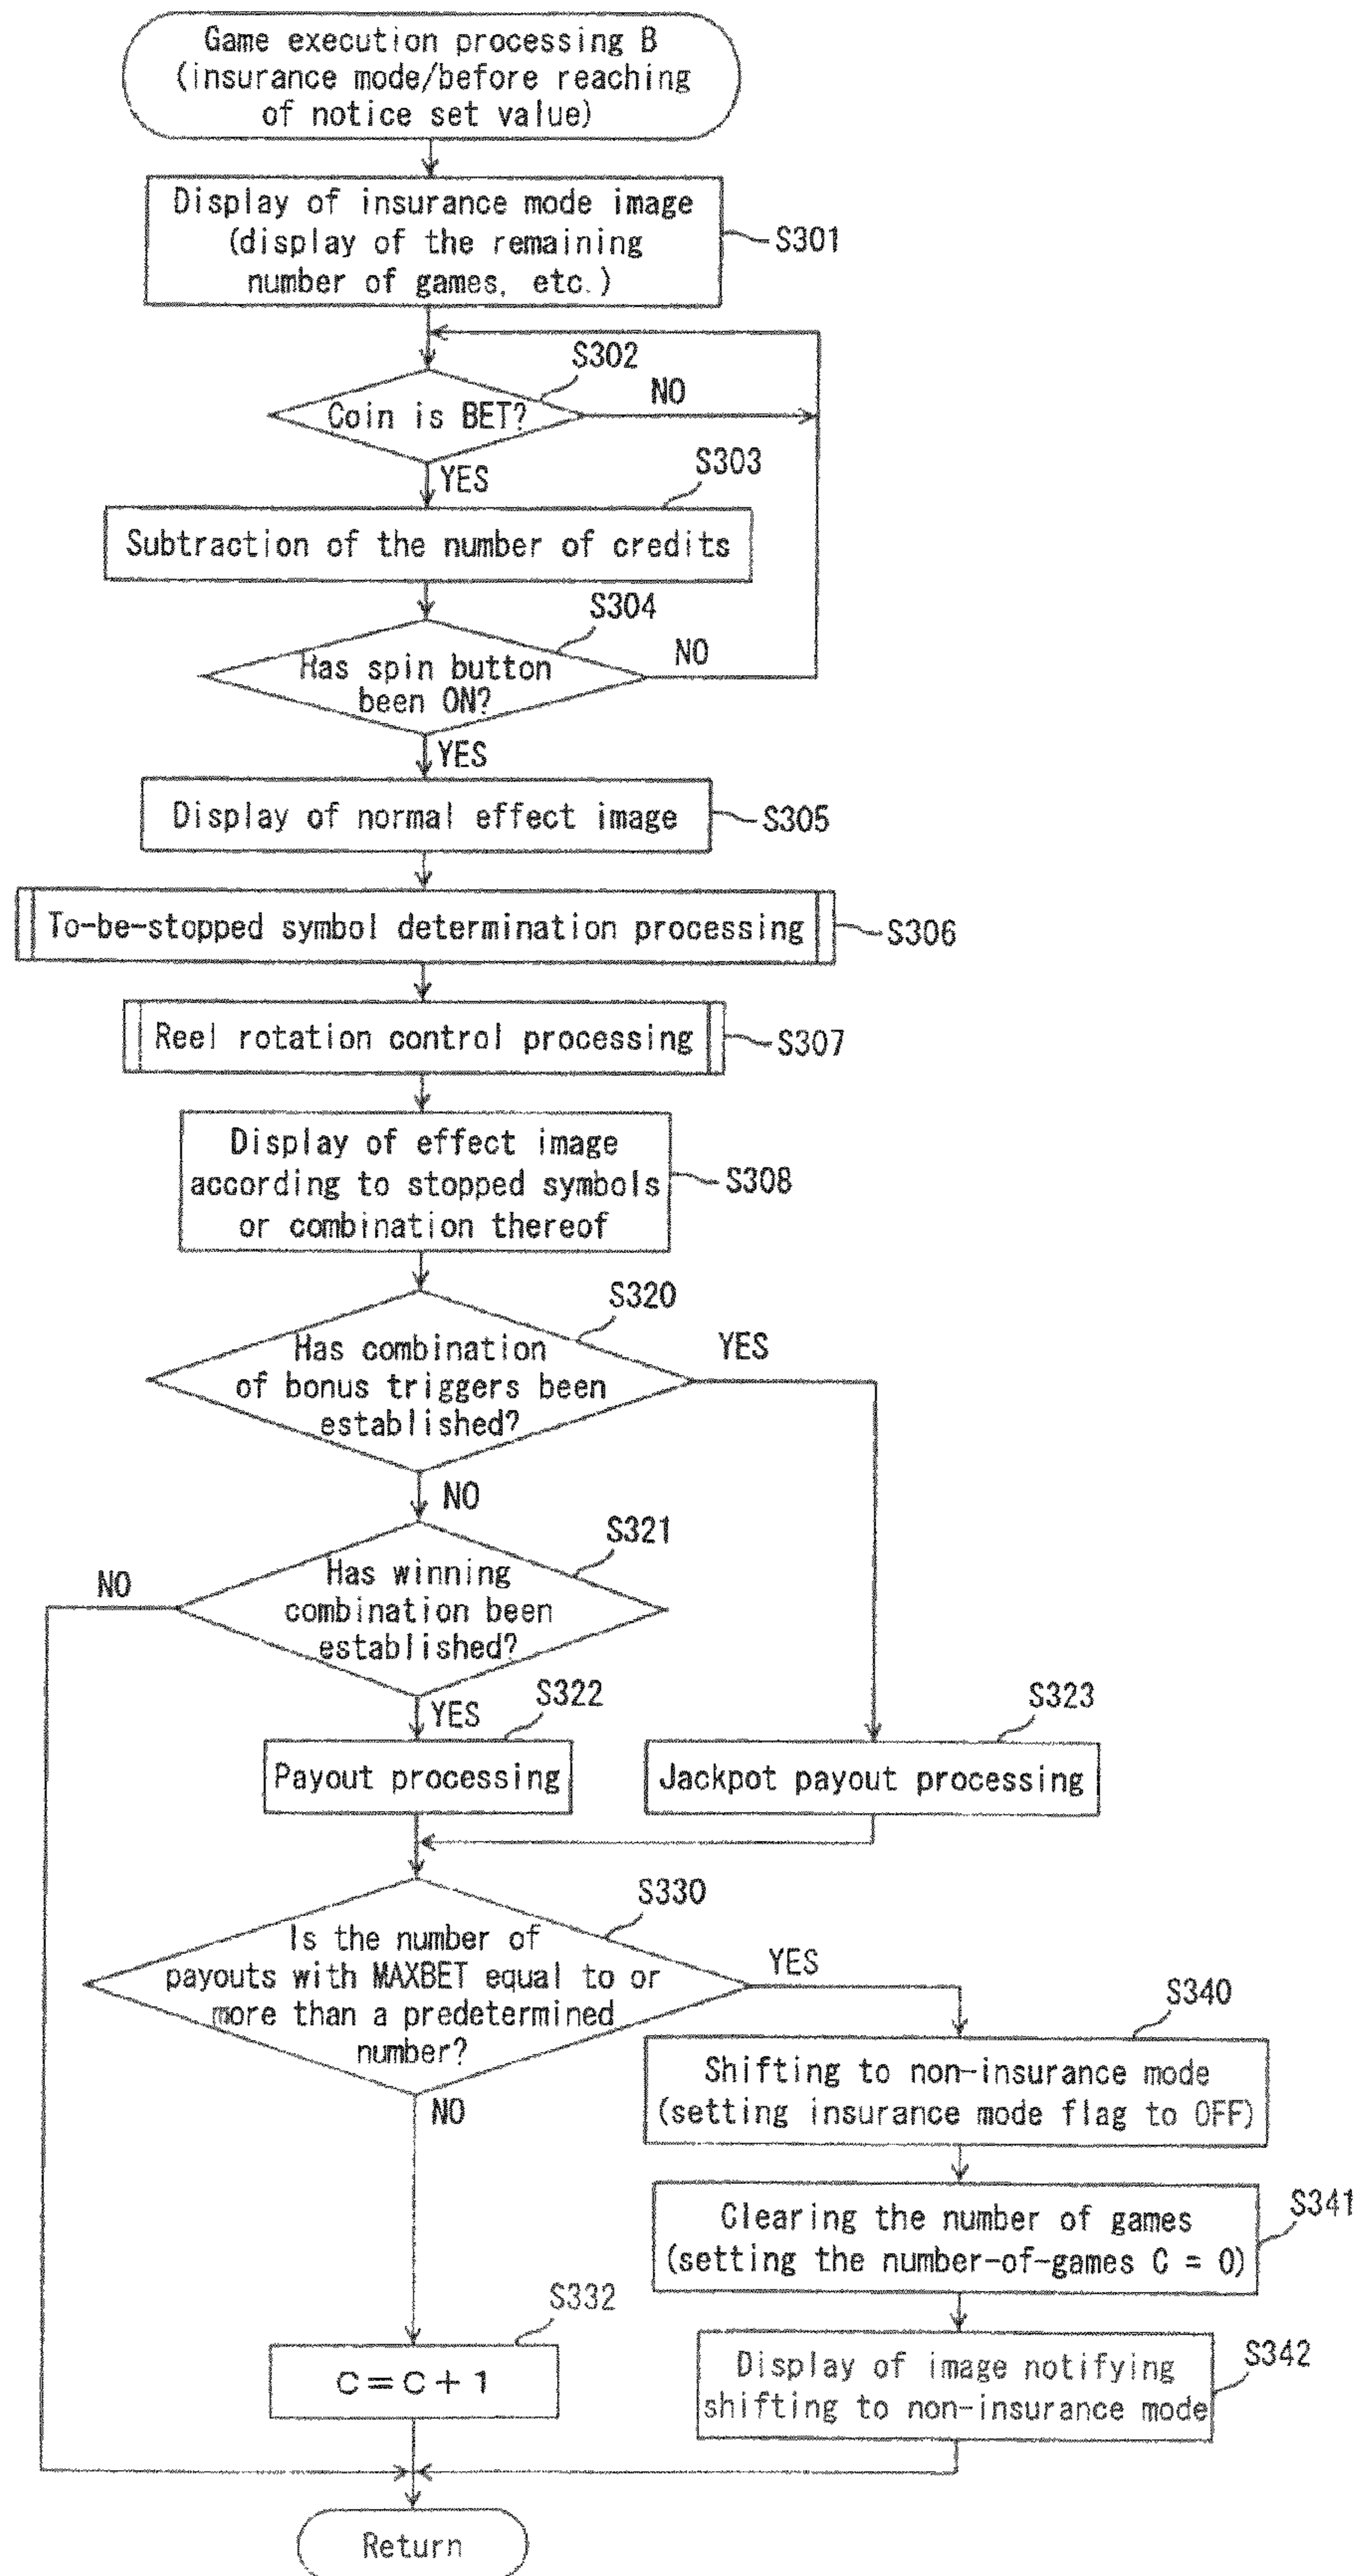 Game execution processing B
(insurance mode/before reaching
of notice set value)
Display of insurance mode image
(display of the remaining
number of games, etc.)
S301
S302
Coin is BET?
NO
YES
S303
Subtraction of the number of credits
S304
Has spin button
been ON?
NO
YES
Display of normal effect image
S305
To-be-stopped symbol determination processing
S306
Reel rotation control processing
S307
Display of effect image
according to stopped symbols
or combination thereof
S308
S320
Has combination
of bonus triggers been
established?
YES
NO
S321
Has winning
combination been
established?
NO
YES
S322
Payout processing
S323
Jackpot payout processing
S330
Is the number of
payouts with MAXBET equal to or
more than a predetermined
number?
YES
NO
S340
Shifting to non-insurance mode
(setting insurance mode flag to OFF)
S341
Clearing the number of games
(setting the number-of-games C = 0)
S332
C = C + 1
S342
Display of image notifying
shifting to non-insurance mode
Return